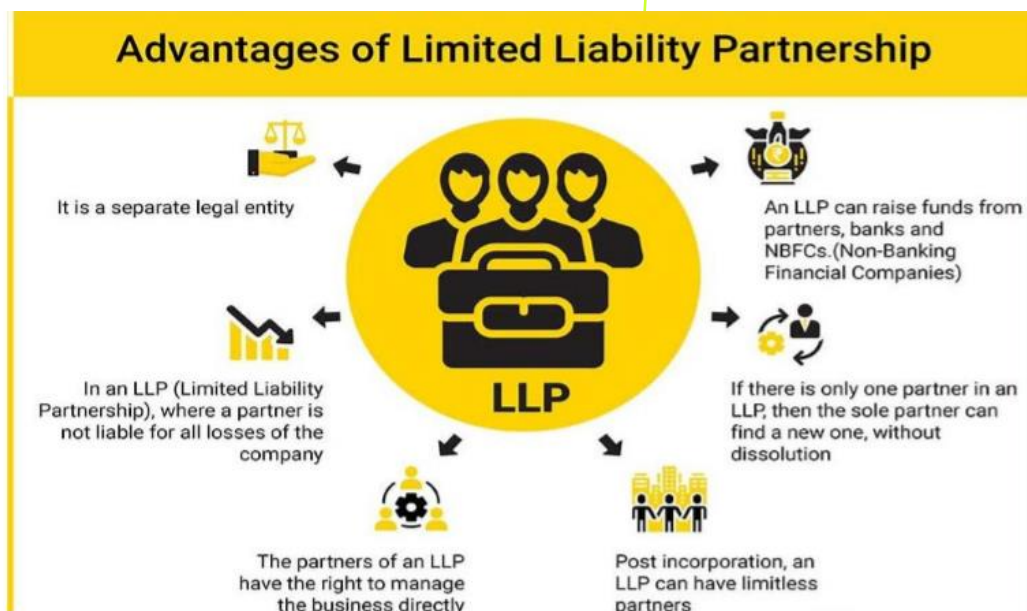 Advantages of Limited Liability Partnership
It is a separate legal entity
In an LLP (Limited Liability
Partnership), where a partner is
not liable for all losses of the
company
The partners of an LLP
have the right to manage
the business directly
LLP
₹
An LLP can raise funds from
partners, banks and
NBFCs.(Non-Banking
Financial Companies)
If there is only one partner in an
LLP, then the sole partner can
find a new one, without
dissolution
Post incorporation, an
LLP can have limitless
partners